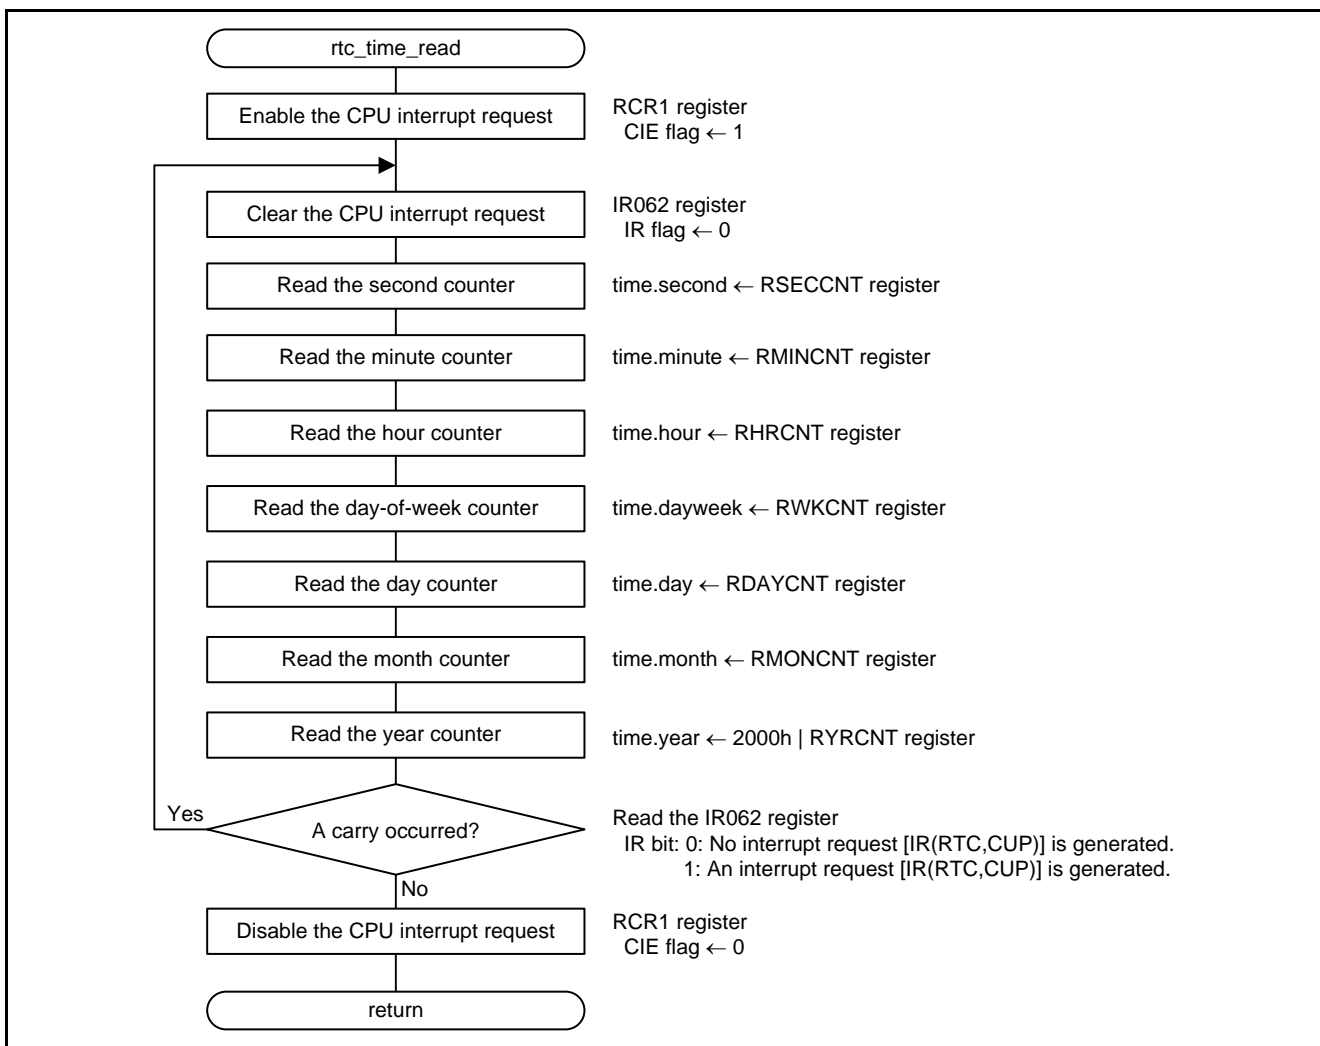 rtc_time_read
Enable the CPU interrupt request
RCR1 register
CIE flag ← 1
Clear the CPU interrupt request
IR062 register
IR flag ← 0
Read the second counter
time.second ← RSECCNT register
Read the minute counter
time.minute ← RMINCNT register
Read the hour counter
time.hour ← RHRCNT register
Read the day-of-week counter
time.dayweek ← RWKCNT register
Read the day counter
time.day ← RDAYCNT register
Read the month counter
time.month ← RMONCNT register
Read the year counter
time.year ← 2000h | RYRCNT register
Yes
A carry occurred?
Read the IR062 register
IR bit: 0: No interrupt request [IR(RTC,CUP)] is generated.
1: An interrupt request [IR(RTC,CUP)] is generated.
No
Disable the CPU interrupt request
RCR1 register
CIE flag ← 0
return